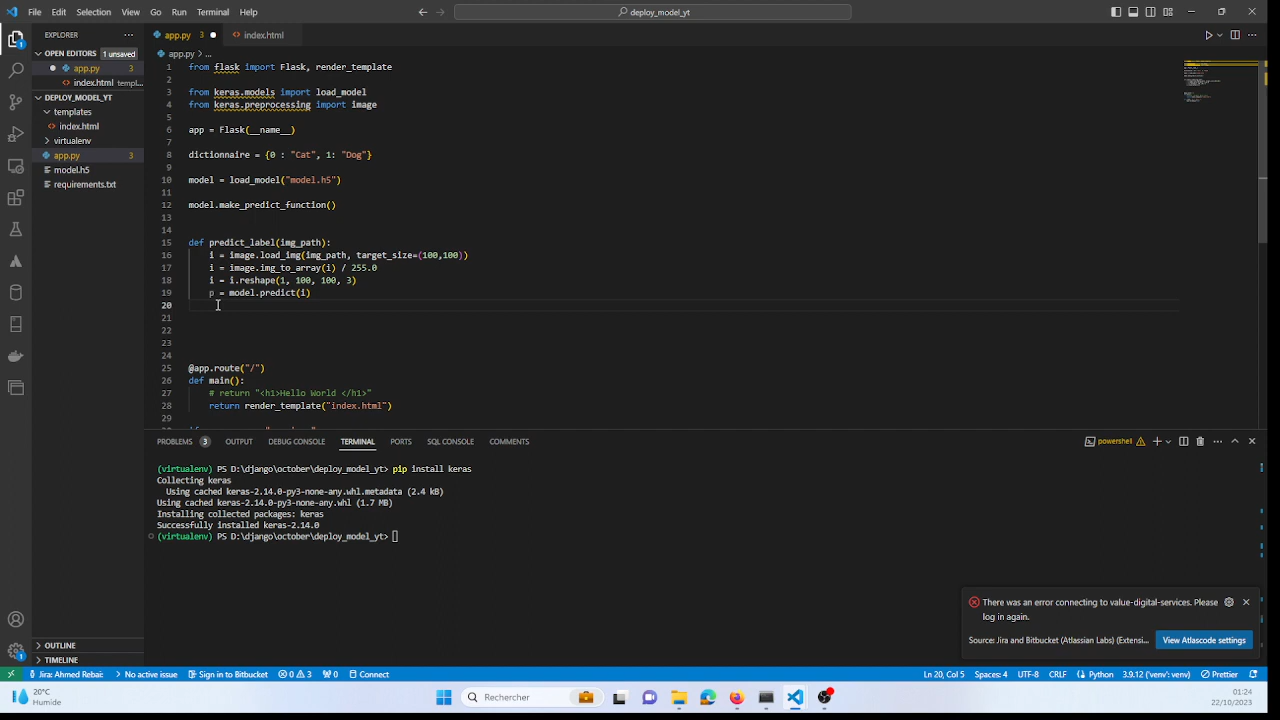 File Edit Selection View Go Run Terminal Help
deploy_model_yt
EXPLORER
OPEN EDITORS 1 unsaved
app.py 3
index.html templ...
DEPLOY_MODEL_YT
templates
index.html
virtualenv
app.py 3
model.h5
requirements.txt
OUTLINE
TIMELINE
app.py 3
index.html
app.py > ...
1 from flask import Flask, render_template
2
3 from keras.models import load_model
4 from keras.preprocessing import image
5
6 app = Flask(__name__)
7
8 dictionnaire = {0 : "Cat", 1: "Dog"}
9
10 model = load_model("model.h5")
11
12 model.make_predict_function()
13
14
15 def predict_label(img_path):
16 i = image.load_img(img_path, target_size=(100,100))
17 i = image.img_to_array(i) / 255.0
18 i = i.reshape(1, 100, 100, 3)
19 p = model.predict(i)
20
21
22
23
24
25 @app.route("/")
26 def main():
27 # return "<h1>Hello World </h1>"
28 return render_template("index.html")
29
PROBLEMS 3 OUTPUT DEBUG CONSOLE TERMINAL PORTS SQL CONSOLE COMMENTS
powershell
(virtualenv) PS D:\django\october\deploy_model_yt> pip install keras
Collecting keras
Using cached keras-2.14.0-py3-none-any.whl.metadata (2.4 kB)
Using cached keras-2.14.0-py3-none-any.whl (1.7 MB)
Installing collected packages: keras
Successfully installed keras-2.14.0
(virtualenv) PS D:\django\october\deploy_model_yt>
There was an error connecting to value-digital-services. Please
log in again.
Source: Jira and Bitbucket (Atlassian Labs) (Extensi...
View Atlascode settings
Jira: Ahmed Rebai: No active issue Sign in to Bitbucket 0 3 0 Connect
Ln 20, Col 5 Spaces: 4 UTF-8 CRLF Python 3.9.12 ('venv': venv) Prettier
20°C
Humide
Rechercher
01:24
22/10/2023